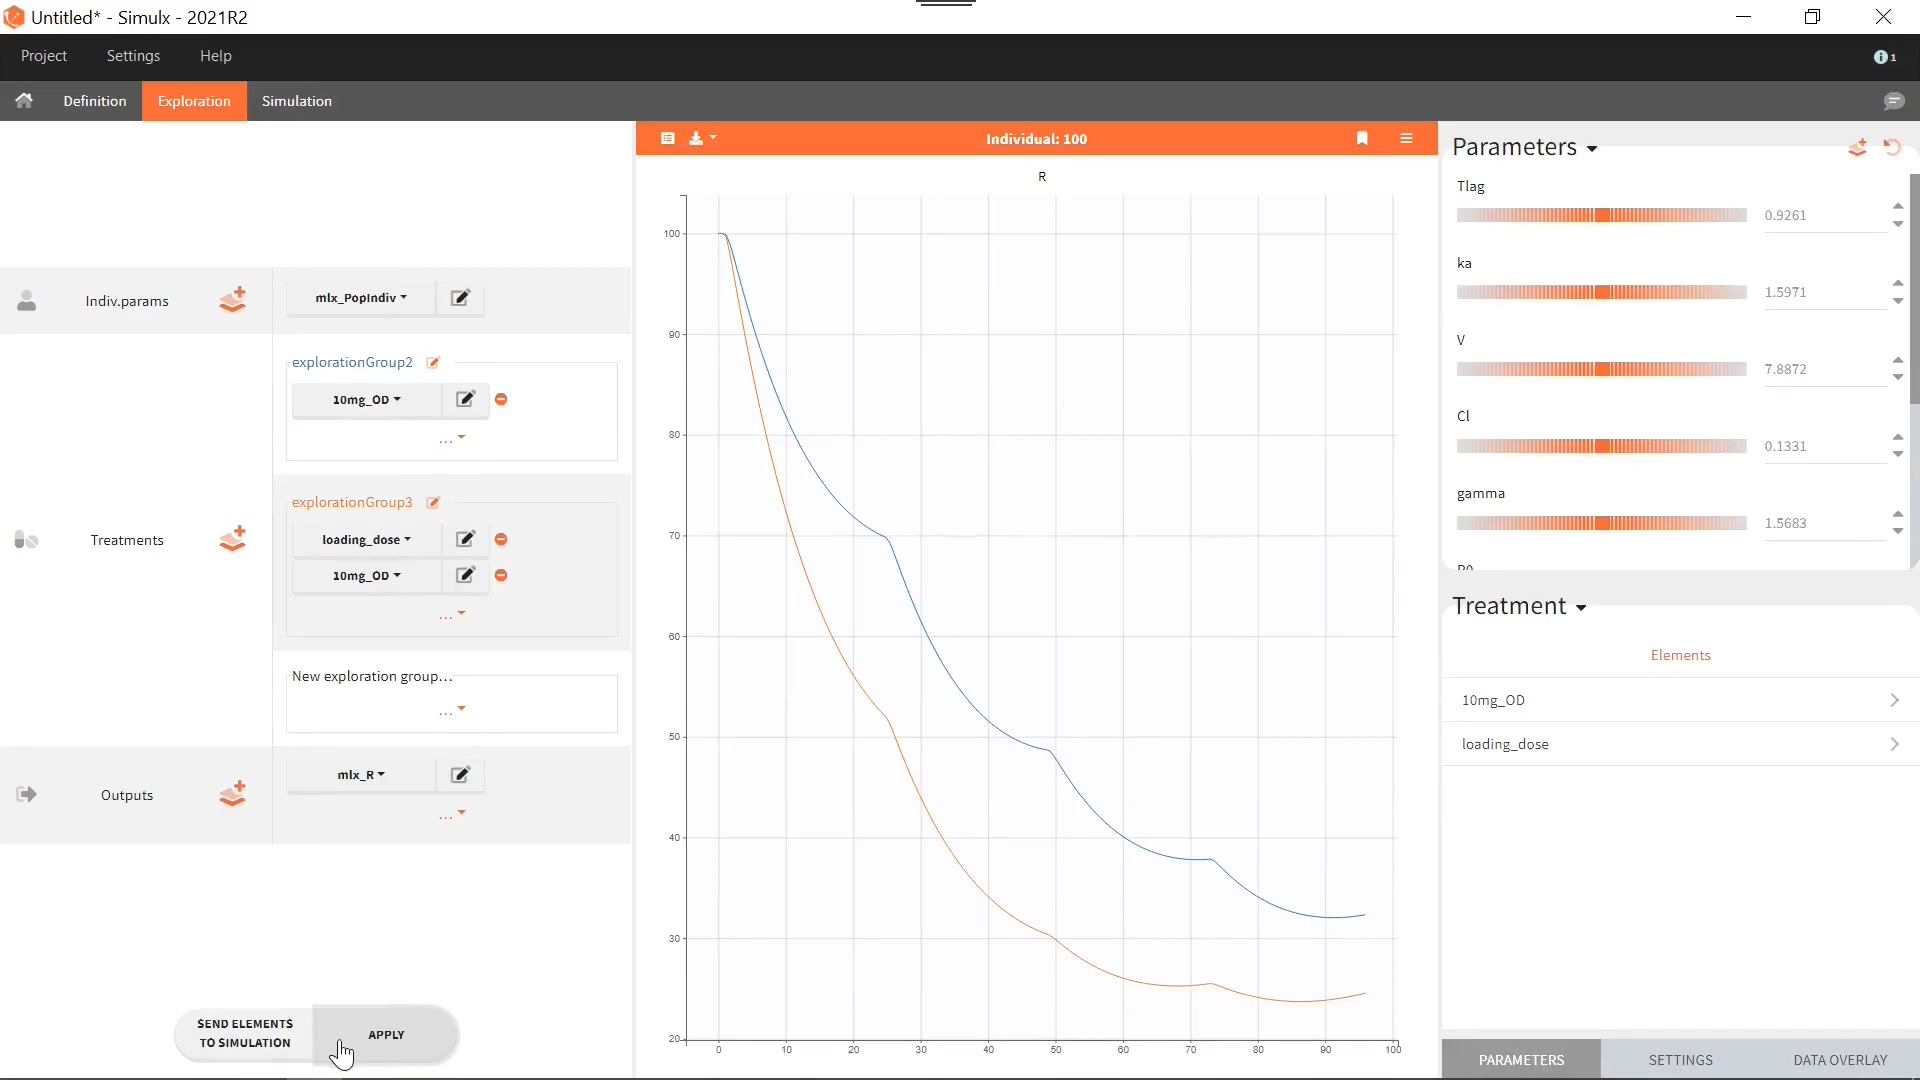 Untitled* - Simulx - 2021R2
Project Settings Help
1
Definition Exploration Simulation
Indiv.params
mlx_PopIndiv
Treatments
explorationGroup2
10mg_OD
...
explorationGroup3
loading_dose
10mg_OD
...
New exploration group...
...
Outputs
mlx_R
...
SEND ELEMENTS
TO SIMULATION
APPLY
Individual: 100
R
100
90
80
70
60
50
40
30
20
0 10 20 30 40 50 60 70 80 90 100
Parameters
Tlag
0.9261
ka
1.5971
V
7.8872
Cl
0.1331
gamma
1.5683
Treatment
Elements
10mg_OD
loading_dose
PARAMETERS SETTINGS DATA OVERLAY